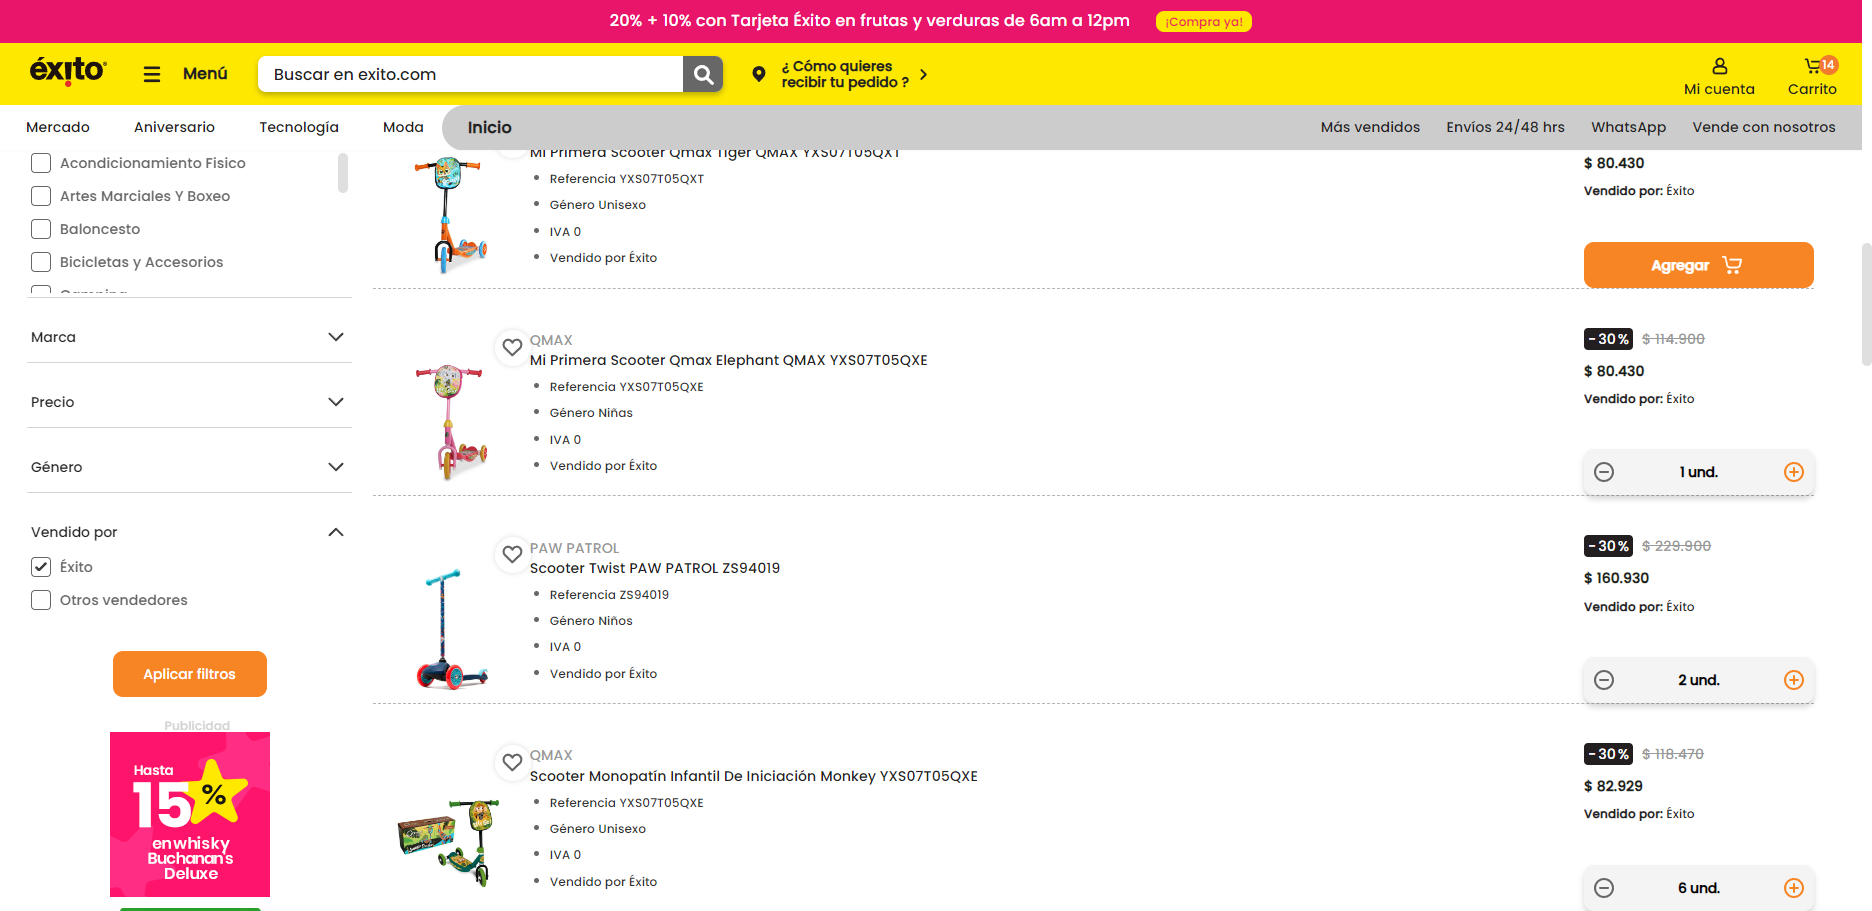 20% + 10% con Tarjeta Éxito en frutas y verduras de 6am a 12pm
¡Compra ya!
éxito
Menú
Buscar en exito.com
¿ Cómo quieres
recibir tu pedido ?
Mi cuenta
14
Carrito
Mercado
Aniversario
Tecnología
Moda
Inicio
Más vendidos
Envíos 24/48 hrs
WhatsApp
Vende con nosotros
Acondicionamiento Fisico
Artes Marciales Y Boxeo
Baloncesto
Bicicletas y Accesorios
Camping
Marca
Precio
Género
Vendido por
Éxito
Otros vendedores
Aplicar filtros
Publicidad
Hasta
15%
en whisky
Buchanan's
Deluxe
Mi Primera Scooter Qmax Tiger QMAX YXS07T05QXT
Referencia YXS07T05QXT
Género Unisexo
IVA 0
Vendido por Éxito
$ 80.430
Vendido por: Éxito
Agregar
QMAX
Mi Primera Scooter Qmax Elephant QMAX YXS07T05QXE
Referencia YXS07T05QXE
Género Niñas
IVA 0
Vendido por Éxito
-30% $ 114.900
$ 80.430
Vendido por: Éxito
1 und.
PAW PATROL
Scooter Twist PAW PATROL ZS94019
Referencia ZS94019
Género Niños
IVA 0
Vendido por Éxito
-30% $ 229.900
$ 160.930
Vendido por: Éxito
2 und.
QMAX
Scooter Monopatín Infantil De Iniciación Monkey YXS07T05QXE
Referencia YXS07T05QXE
Género Unisexo
IVA 0
Vendido por Éxito
-30% $ 118.470
$ 82.929
Vendido por: Éxito
6 und.